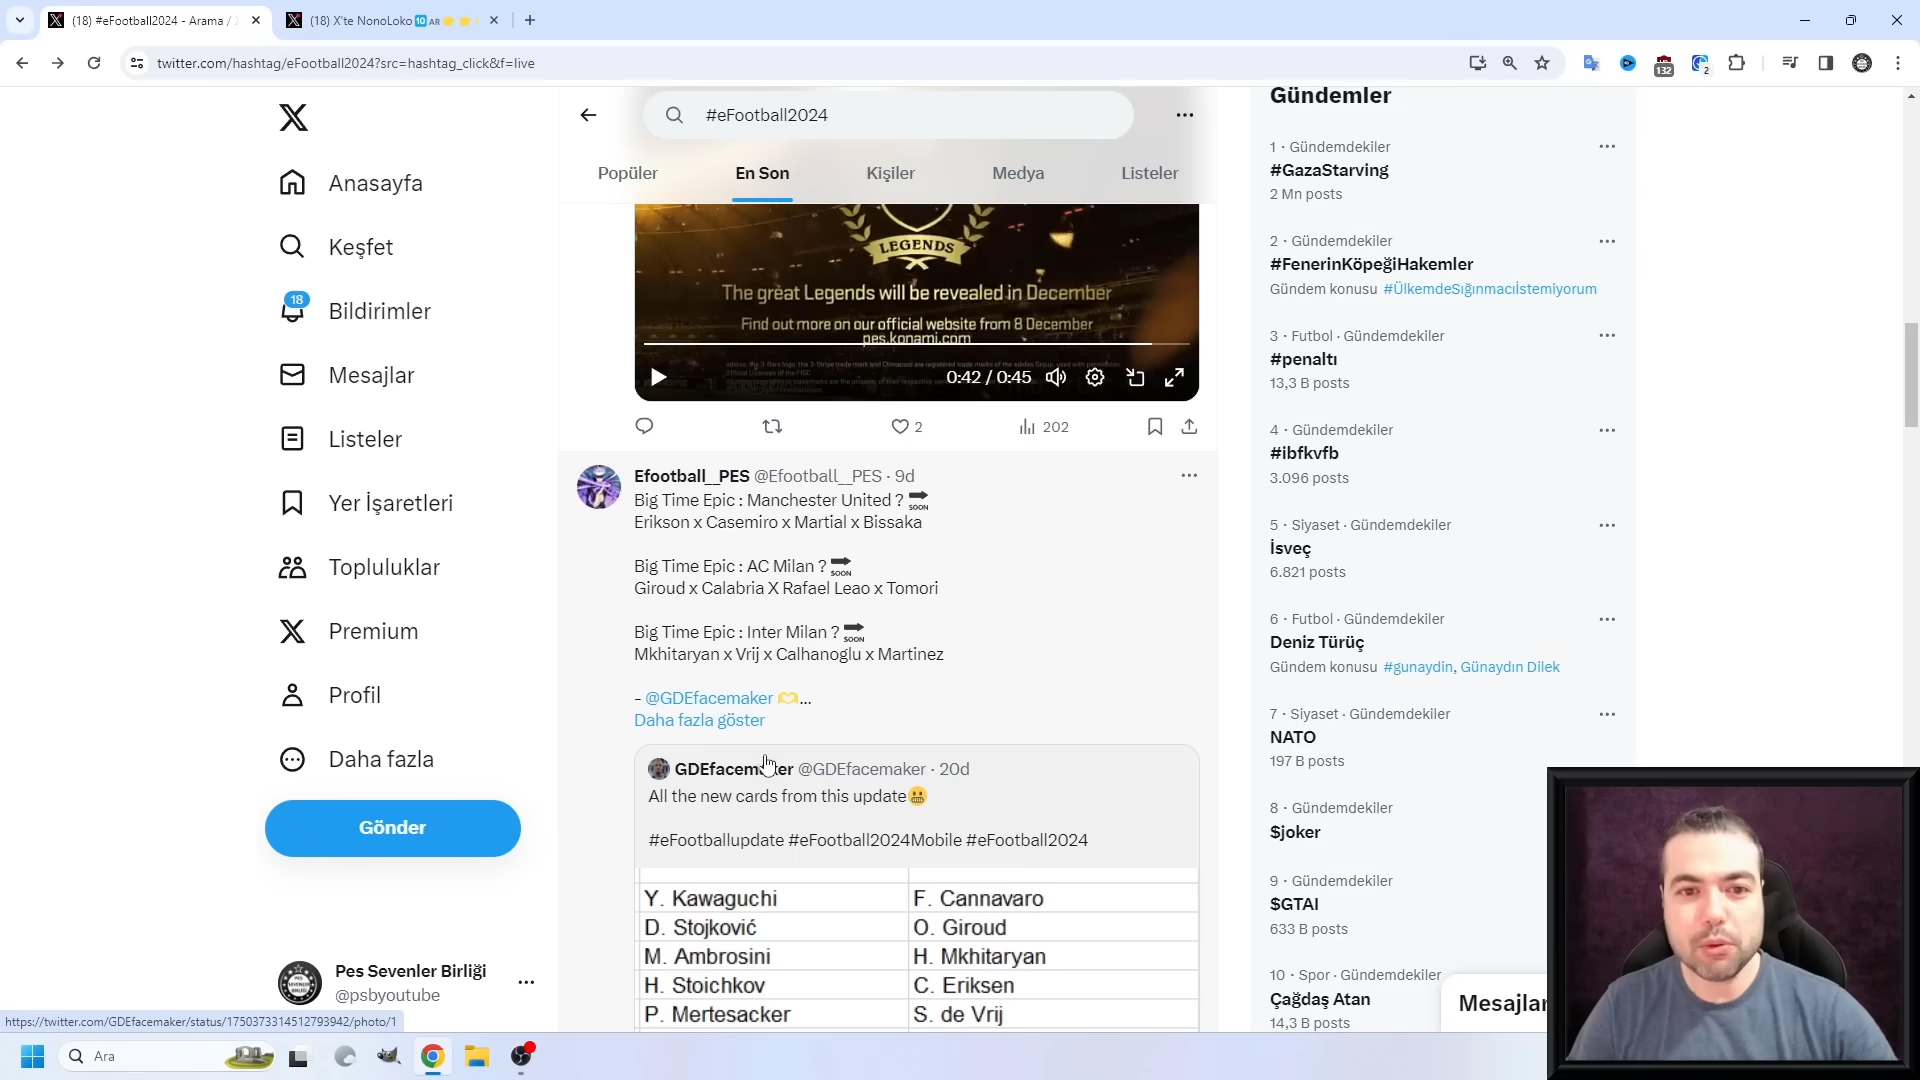 (18) #eFootball2024 - Arama /
(18) X'te NonoLoko
twitter.com/hashtag/eFootball2024?src=hashtag_click&f=live
132
2
#eFootball2024
Popüler
En Son
Kişiler
Medya
Listeler
Anasayfa
Keşfet
18
Bildirimler
Mesajlar
Listeler
Yer İşaretleri
Topluluklar
Premium
Profil
Daha fazla
Gönder
Pes Sevenler Birliği
@psbyoutube
LEGENDS
The great Legends will be revealed in December
Find out more on our official website from 8 December
pes.konami.com
0:42 / 0:45
2
202
Efootball__PES @Efootball__PES · 9d
Big Time Epic : Manchester United ? SOON
Erikson x Casemiro x Martial x Bissaka
Big Time Epic : AC Milan ? SOON
Giroud x Calabria X Rafael Leao x Tomori
Big Time Epic : Inter Milan ? SOON
Mkhitaryan x Vrij x Calhanoglu x Martinez
- @GDEfacemaker 🫶...
Daha fazla göster
GDEfacemaker @GDEfacemaker · 20d
All the new cards from this update😬
#eFootballupdate #eFootball2024Mobile #eFootball2024
Y. Kawaguchi F. Cannavaro
D. Stojković O. Giroud
M. Ambrosini H. Mkhitaryan
H. Stoichkov C. Eriksen
P. Mertesacker S. de Vrij
Gündemler
1 · Gündemdekiler
#GazaStarving
2 Mn posts
2 · Gündemdekiler
#FenerinKöpeğiHakemler
Gündem konusu #ÜlkemdeSığınmacıİstemiyorum
3 · Futbol · Gündemdekiler
#penaltı
13,3 B posts
4 · Gündemdekiler
#ibfkvfb
3.096 posts
5 · Siyaset · Gündemdekiler
İsveç
6.821 posts
6 · Futbol · Gündemdekiler
Deniz Türüç
Gündem konusu #gunaydin, Günaydın Dilek
7 · Siyaset · Gündemdekiler
NATO
197 B posts
8 · Gündemdekiler
$joker
9 · Gündemdekiler
$GTAI
633 B posts
10 · Spor · Gündemdekiler
Çağdaş Atan
14,3 B posts
Mesajlar
https://twitter.com/GDEfacemaker/status/1750373314512793942/photo/1
Ara